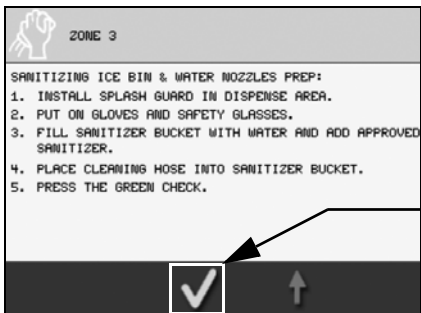 ZONE 3
SANITIZING ICE BIN & WATER NOZZLES PREP:
1. INSTALL SPLASH GUARD IN DISPENSE AREA.
2. PUT ON GLOVES AND SAFETY GLASSES.
3. FILL SANITIZER BUCKET WITH WATER AND ADD APPROVED
SANITIZER.
4. PLACE CLEANING HOSE INTO SANITIZER BUCKET.
5. PRESS THE GREEN CHECK.